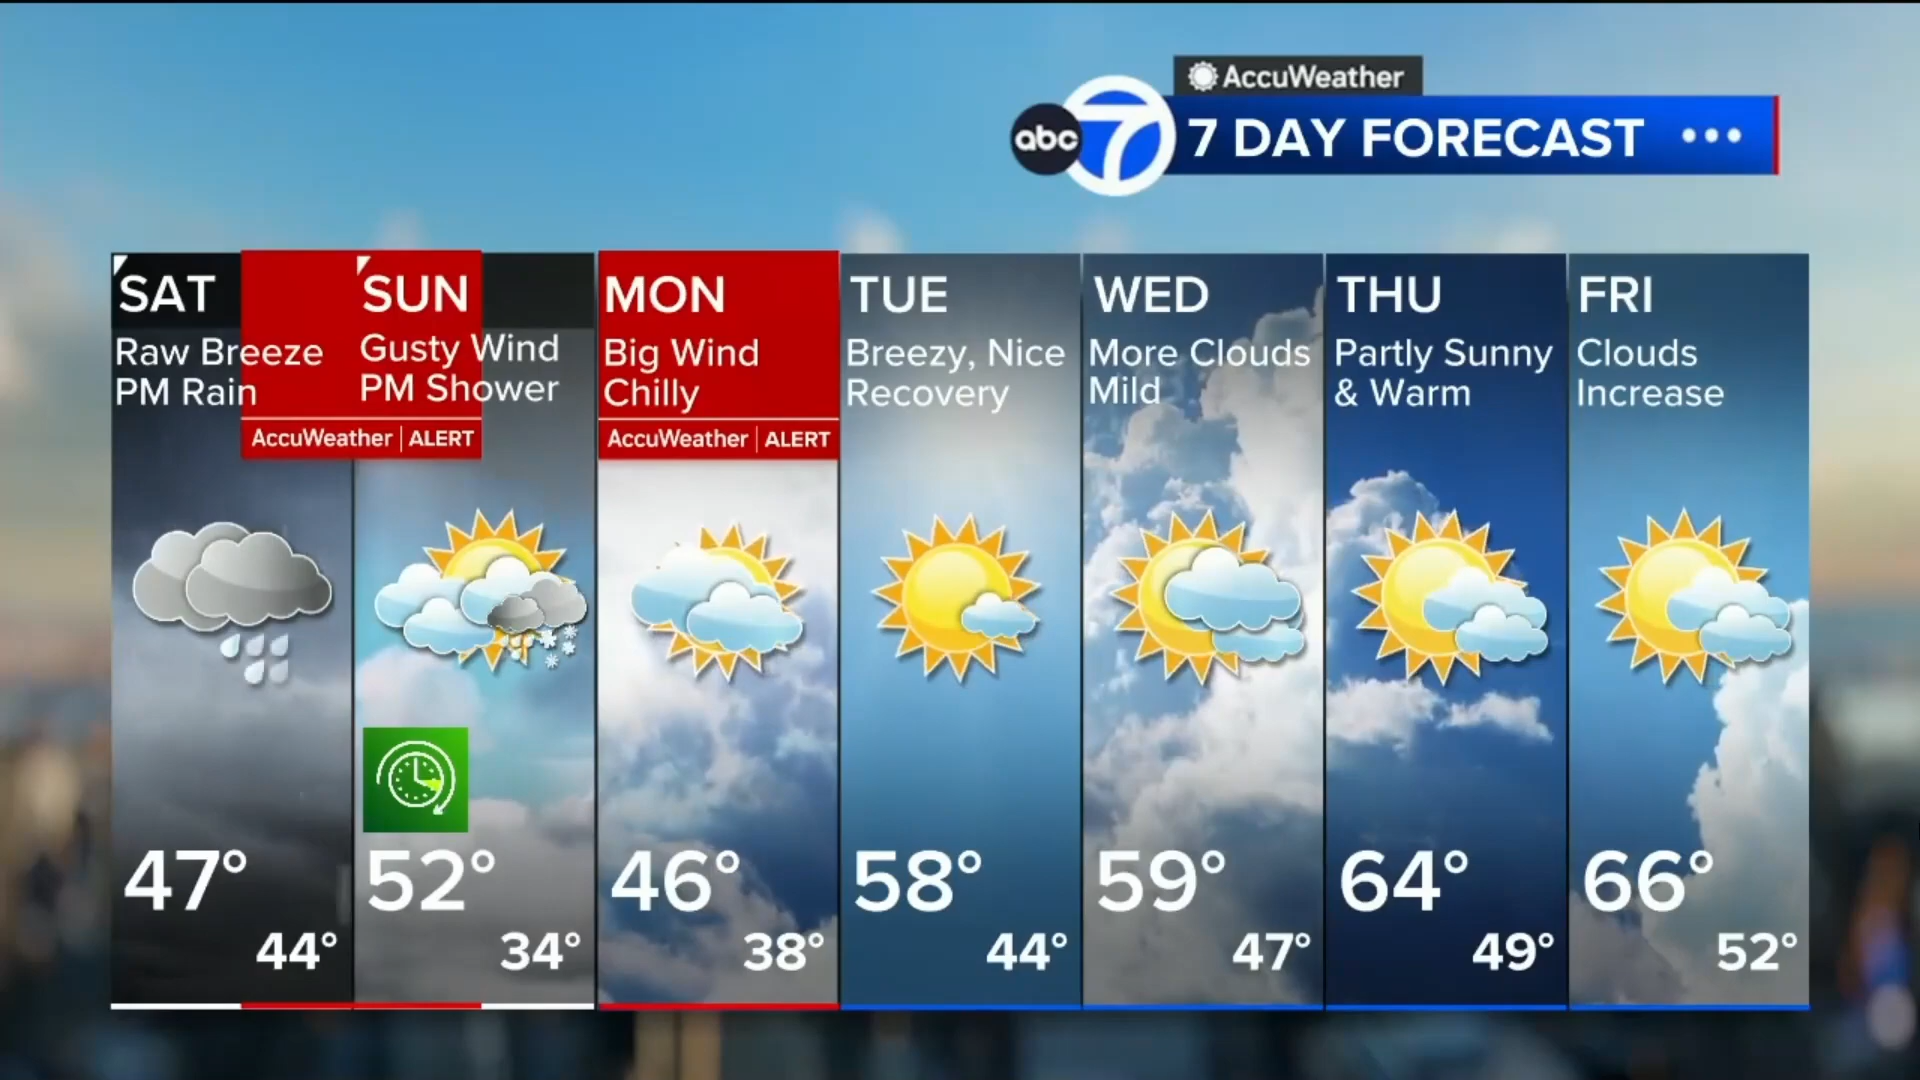 AccuWeather
abc 7 7 DAY FORECAST
SAT
Raw Breeze
PM Rain
47°
44°
SUN
Gusty Wind
PM Shower
AccuWeather | ALERT
52°
34°
MON
Big Wind
Chilly
AccuWeather | ALERT
46°
38°
TUE
Breezy, Nice
Recovery
58°
44°
WED
More Clouds
Mild
59°
47°
THU
Partly Sunny
& Warm
64°
49°
FRI
Clouds
Increase
66°
52°